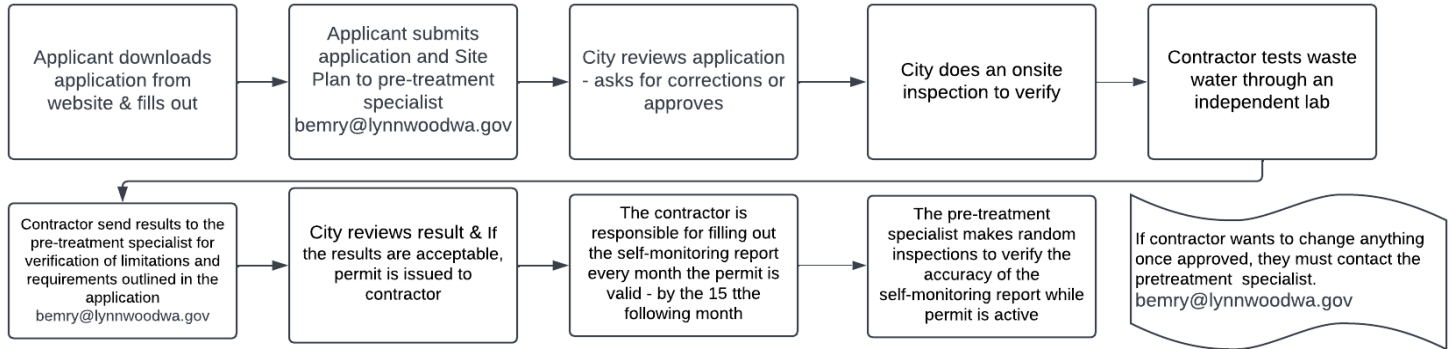 Applicant downloads
application from
website & fills out
Applicant submits
application and Site
Plan to pre-treatment
specialist
bemry@lynnwoodwa.gov
City reviews application
- asks for corrections or
approves
City does an onsite
inspection to verify
Contractor tests waste
water through an
independent lab
Contractor send results to the
pre-treatment specialist for
verification of limitations and
requirements outlined in the
application
bemry@lynnwoodwa.gov
City reviews result & If
the results are acceptable,
permit is issued to
contractor
The contractor is
responsible for filling out
the self-monitoring report
every month the permit is
valid - by the 15 tthe
following month
The pre-treatment
specialist makes random
inspections to verify the
accuracy of the
self-monitoring report while
permit is active
If contractor wants to change anything
once approved, they must contact the
pretreatment  specialist.
bemry@lynnwoodwa.gov